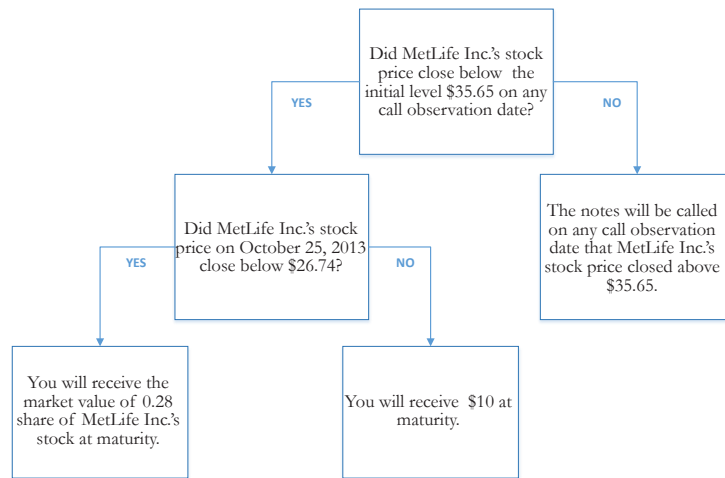 Did MetLife Inc.'s stock
price close below the
initial level $35.65 on any
call observation date?
YES
NO
Did MetLife Inc.'s stock
price on October 25, 2013
close below $26.74?
The notes will be called
on any call observation
date that MetLife Inc.'s
stock price closed above
$35.65.
YES
NO
You will receive the
market value of 0.28
share of MetLife Inc.'s
stock at maturity.
You will receive $10 at
maturity.